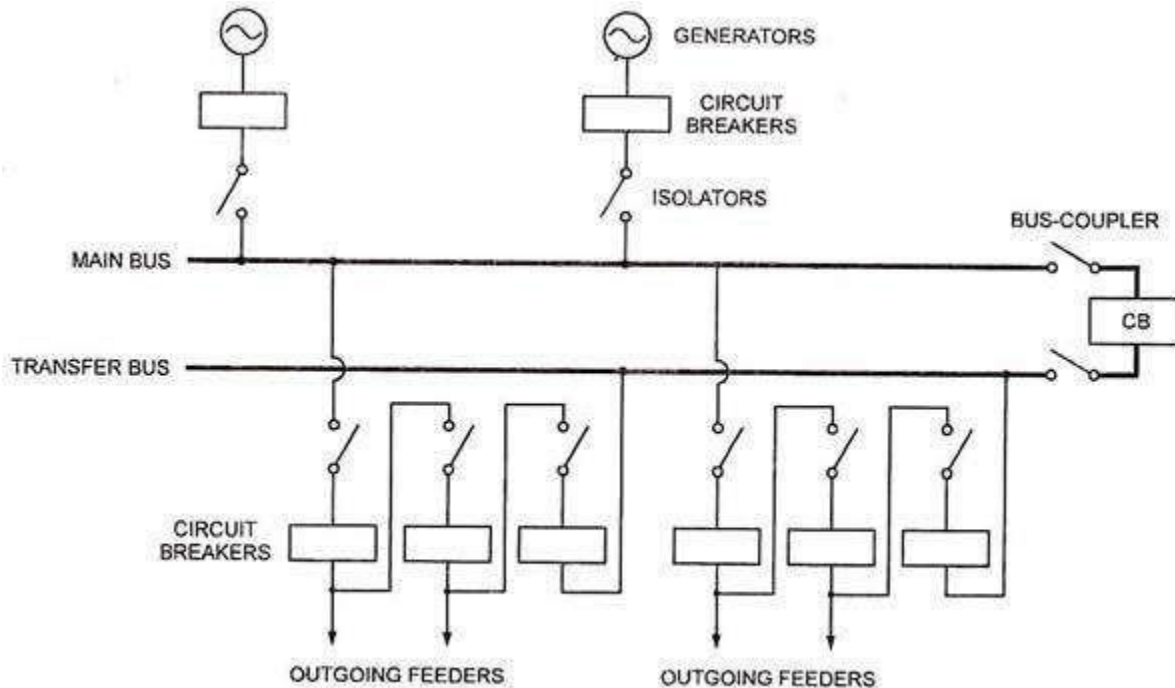 GENERATORS
CIRCUIT
BREAKERS
ISOLATORS
BUS-COUPLER
MAIN BUS
CB
TRANSFER BUS
CIRCUIT
BREAKERS
OUTGOING FEEDERS
OUTGOING FEEDERS